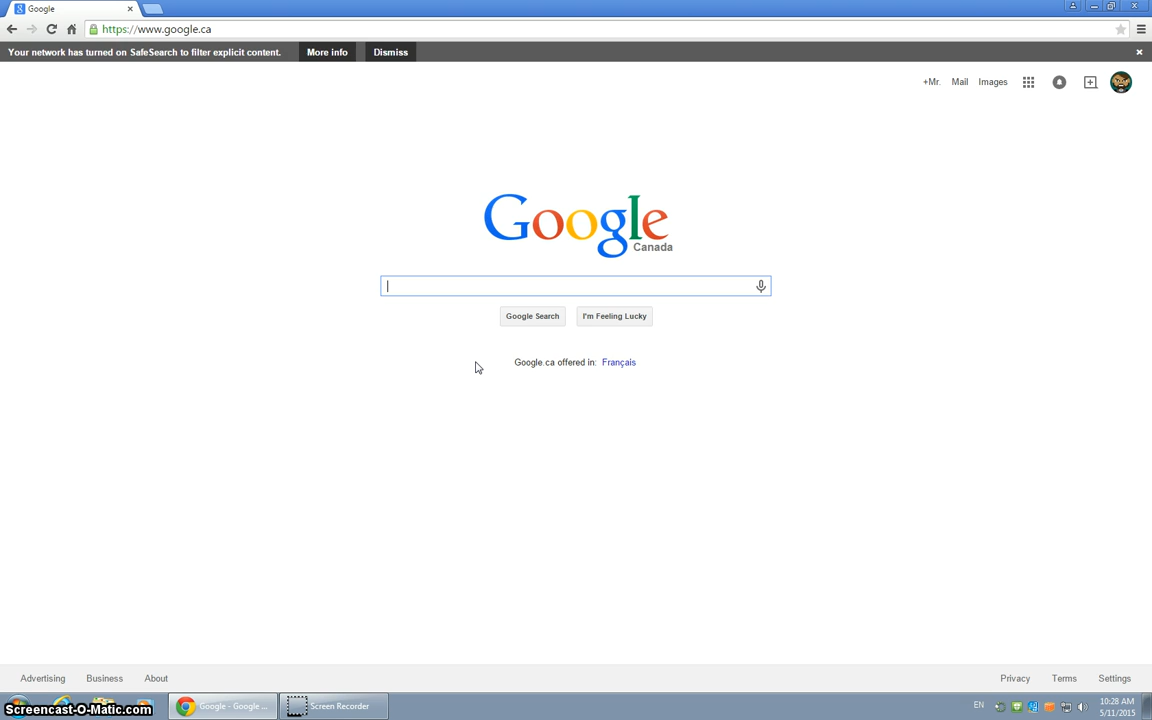 Google
https://www.google.ca
Your network has turned on SafeSearch to filter explicit content. More info Dismiss
+Mr. Mail Images
Google
Canada
Google Search I'm Feeling Lucky
Google.ca offered in: Français
Advertising Business About Privacy Terms Settings
Screencast-O-Matic.com Google - Google ... Screen Recorder EN 10:28 AM
5/11/2015